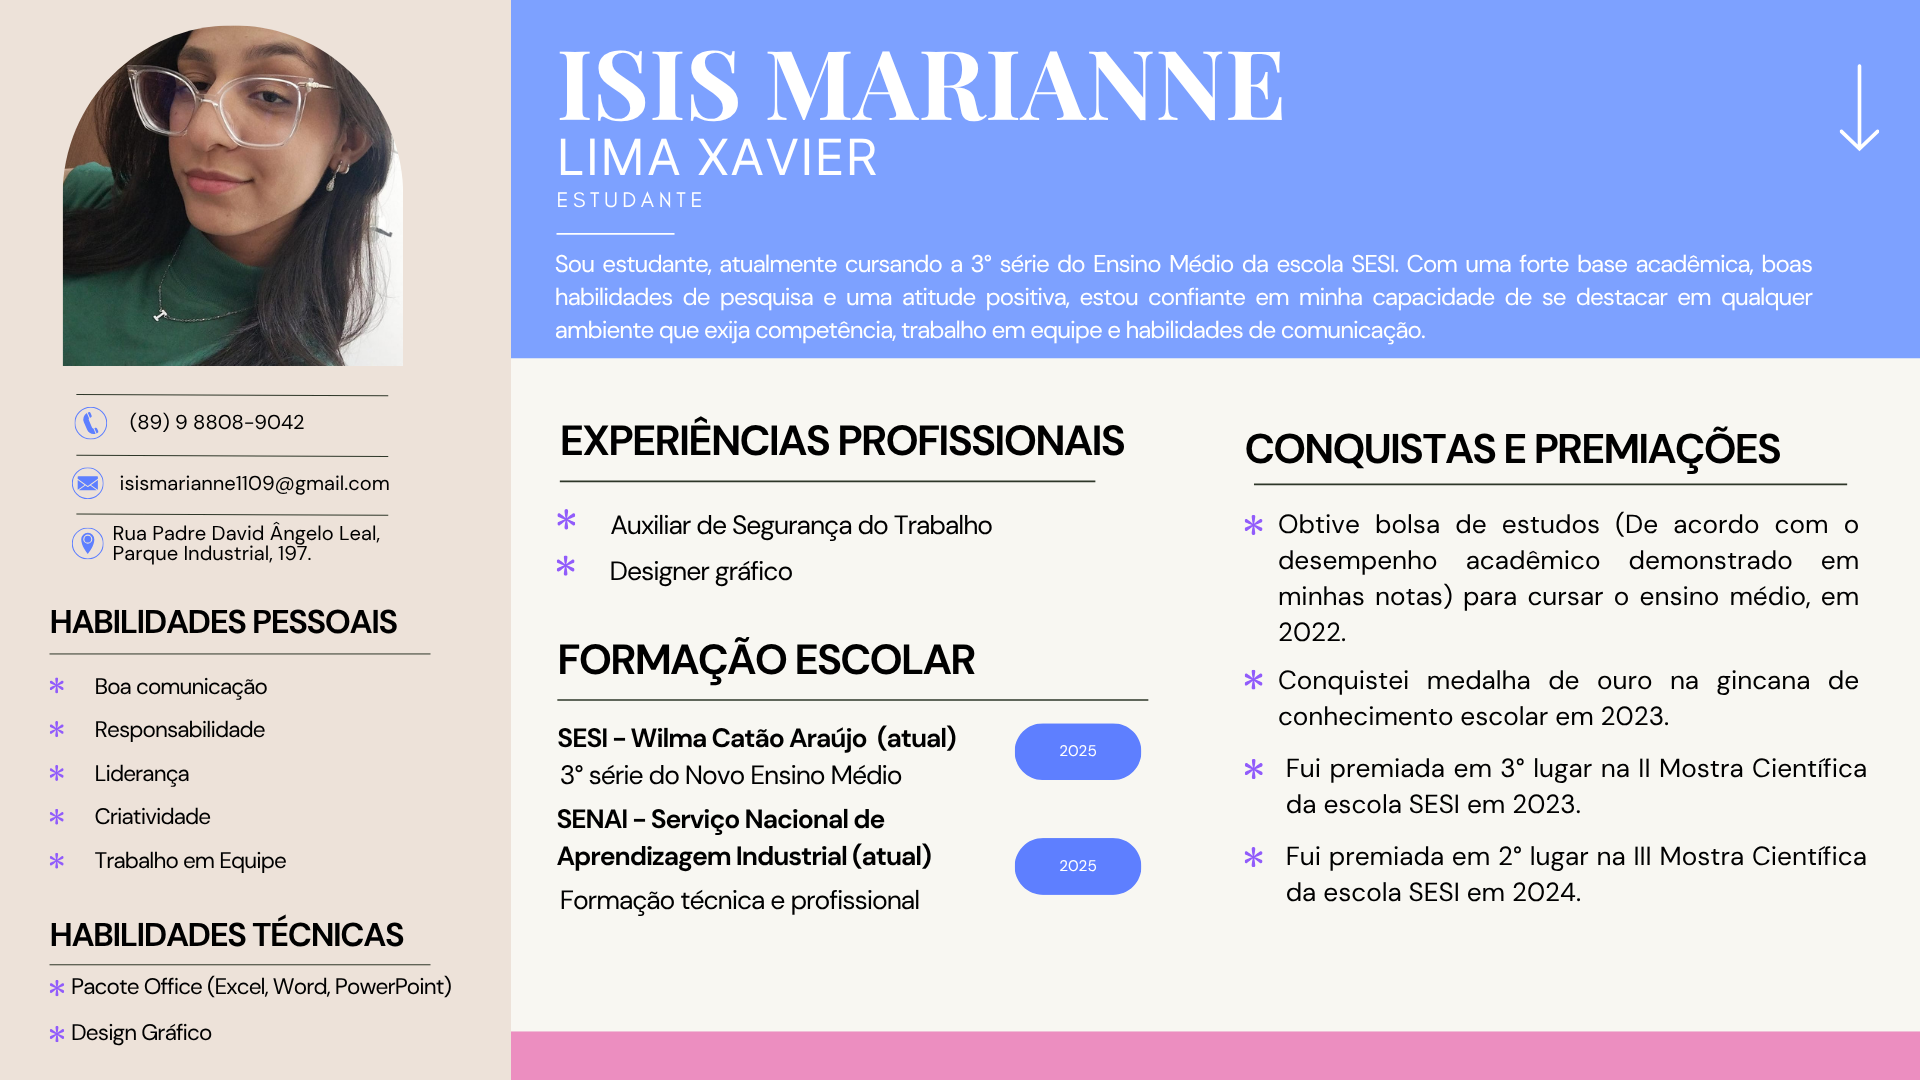 ISIS MARIANNE
LIMA XAVIER
ESTUDANTE
Sou estudante, atualmente cursando a 3° série do Ensino Médio da escola SESI. Com uma forte base acadêmica, boas
habilidades de pesquisa e uma atitude positiva, estou confiante em minha capacidade de se destacar em qualquer
ambiente que exija competência, trabalho em equipe e habilidades de comunicação.
(89) 9 8808-9042
isismarianne1109@gmail.com
Rua Padre David Ângelo Leal,
Parque Industrial, 197.
HABILIDADES PESSOAIS
Boa comunicação
Responsabilidade
Liderança
Criatividade
Trabalho em Equipe
HABILIDADES TÉCNICAS
Pacote Office (Excel, Word, PowerPoint)
Design Gráfico
EXPERIÊNCIAS PROFISSIONAIS
Auxiliar de Segurança do Trabalho
Designer gráfico
FORMAÇÃO ESCOLAR
SESI - Wilma Catão Araújo (atual)
2025
3° série do Novo Ensino Médio
SENAI - Serviço Nacional de
Aprendizagem Industrial (atual)
2025
Formação técnica e profissional
CONQUISTAS E PREMIAÇÕES
Obtive bolsa de estudos (De acordo com o
desempenho acadêmico demonstrado em
minhas notas) para cursar o ensino médio, em
2022.
Conquistei medalha de ouro na gincana de
conhecimento escolar em 2023.
Fui premiada em 3° lugar na II Mostra Científica
da escola SESI em 2023.
Fui premiada em 2° lugar na III Mostra Científica
da escola SESI em 2024.